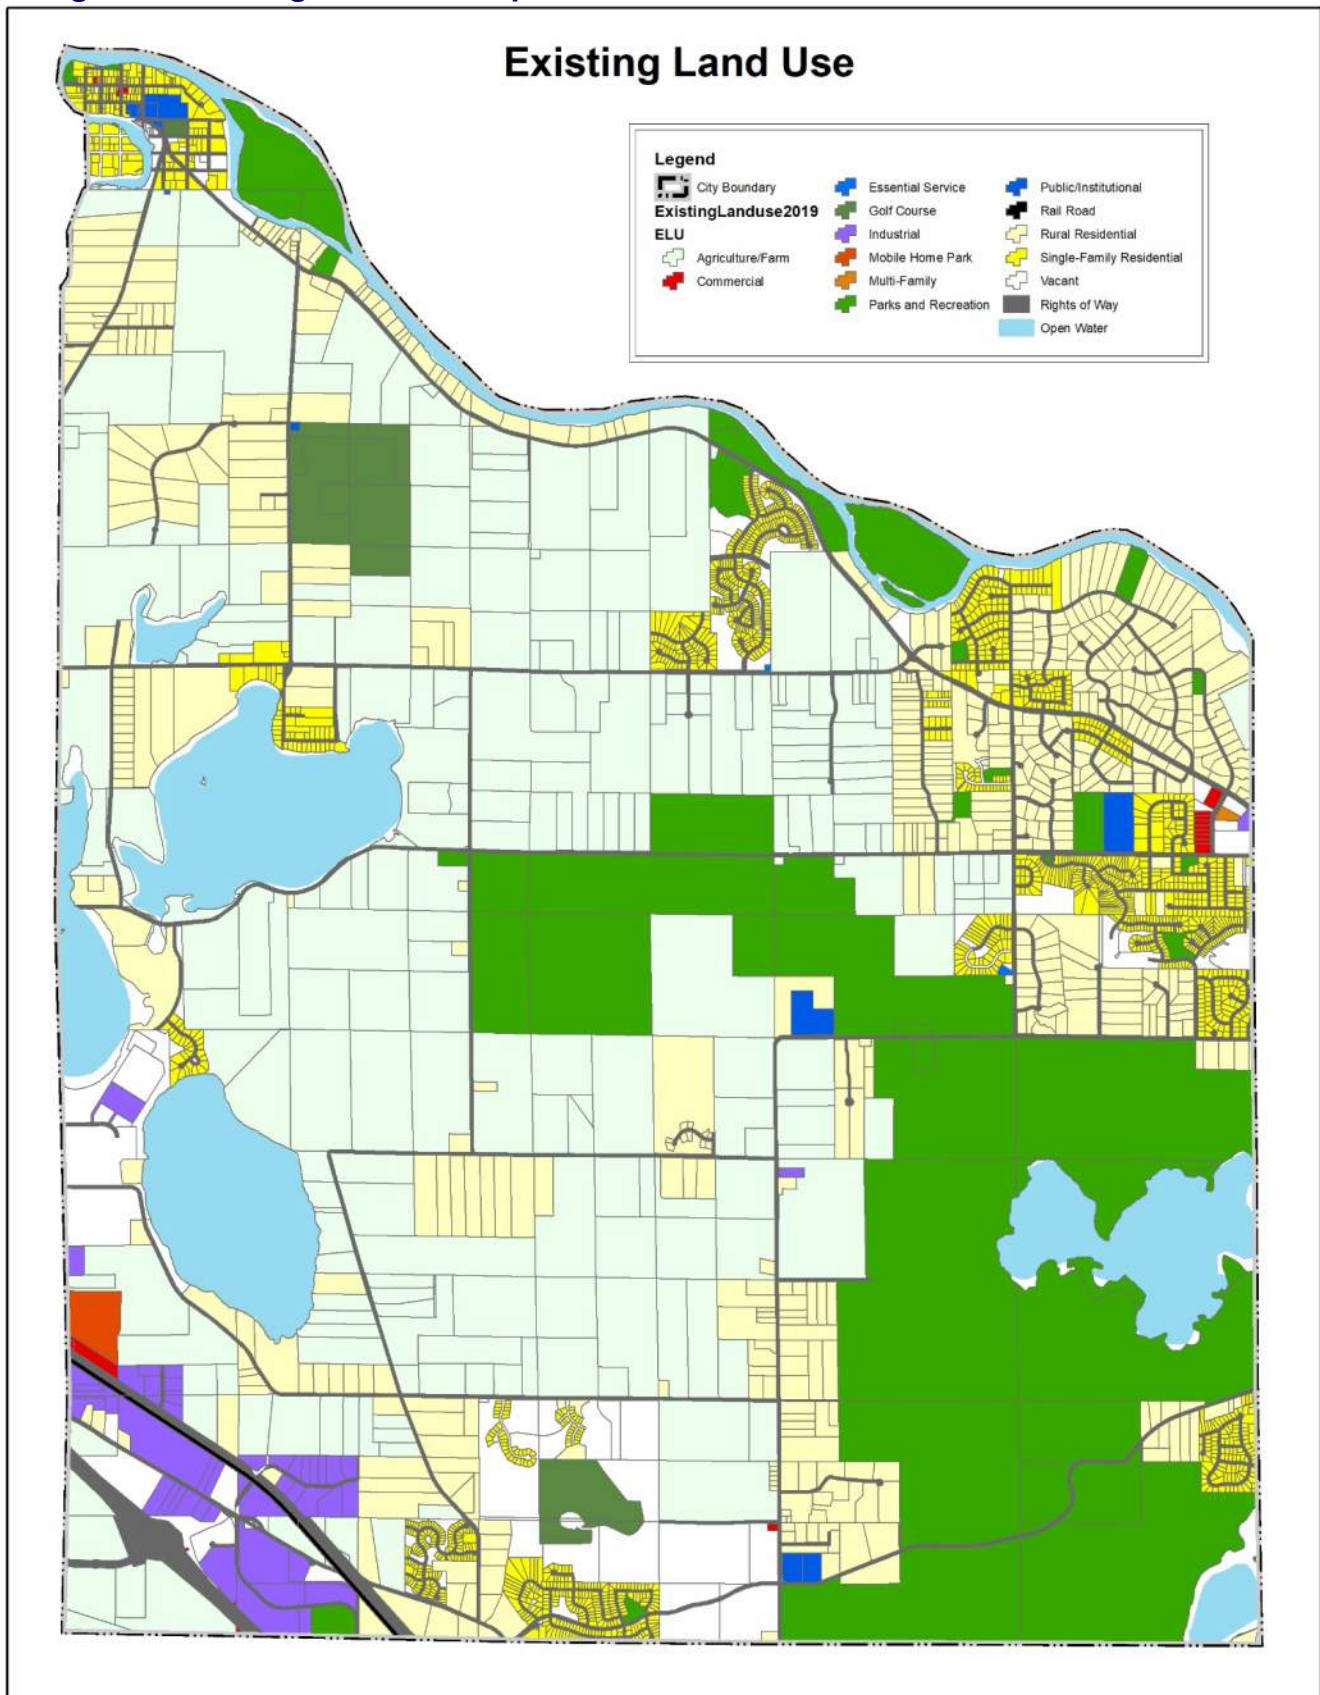 Existing Land Use
Legend
City Boundary
ExistingLanduse2019
ELU
Agriculture/Farm
Commercial
Essential Service
Golf Course
Industrial
Mobile Home Park
Multi-Family
Parks and Recreation
Public/Institutional
Rail Road
Rural Residential
Single-Family Residential
Vacant
Rights of Way
Open Water